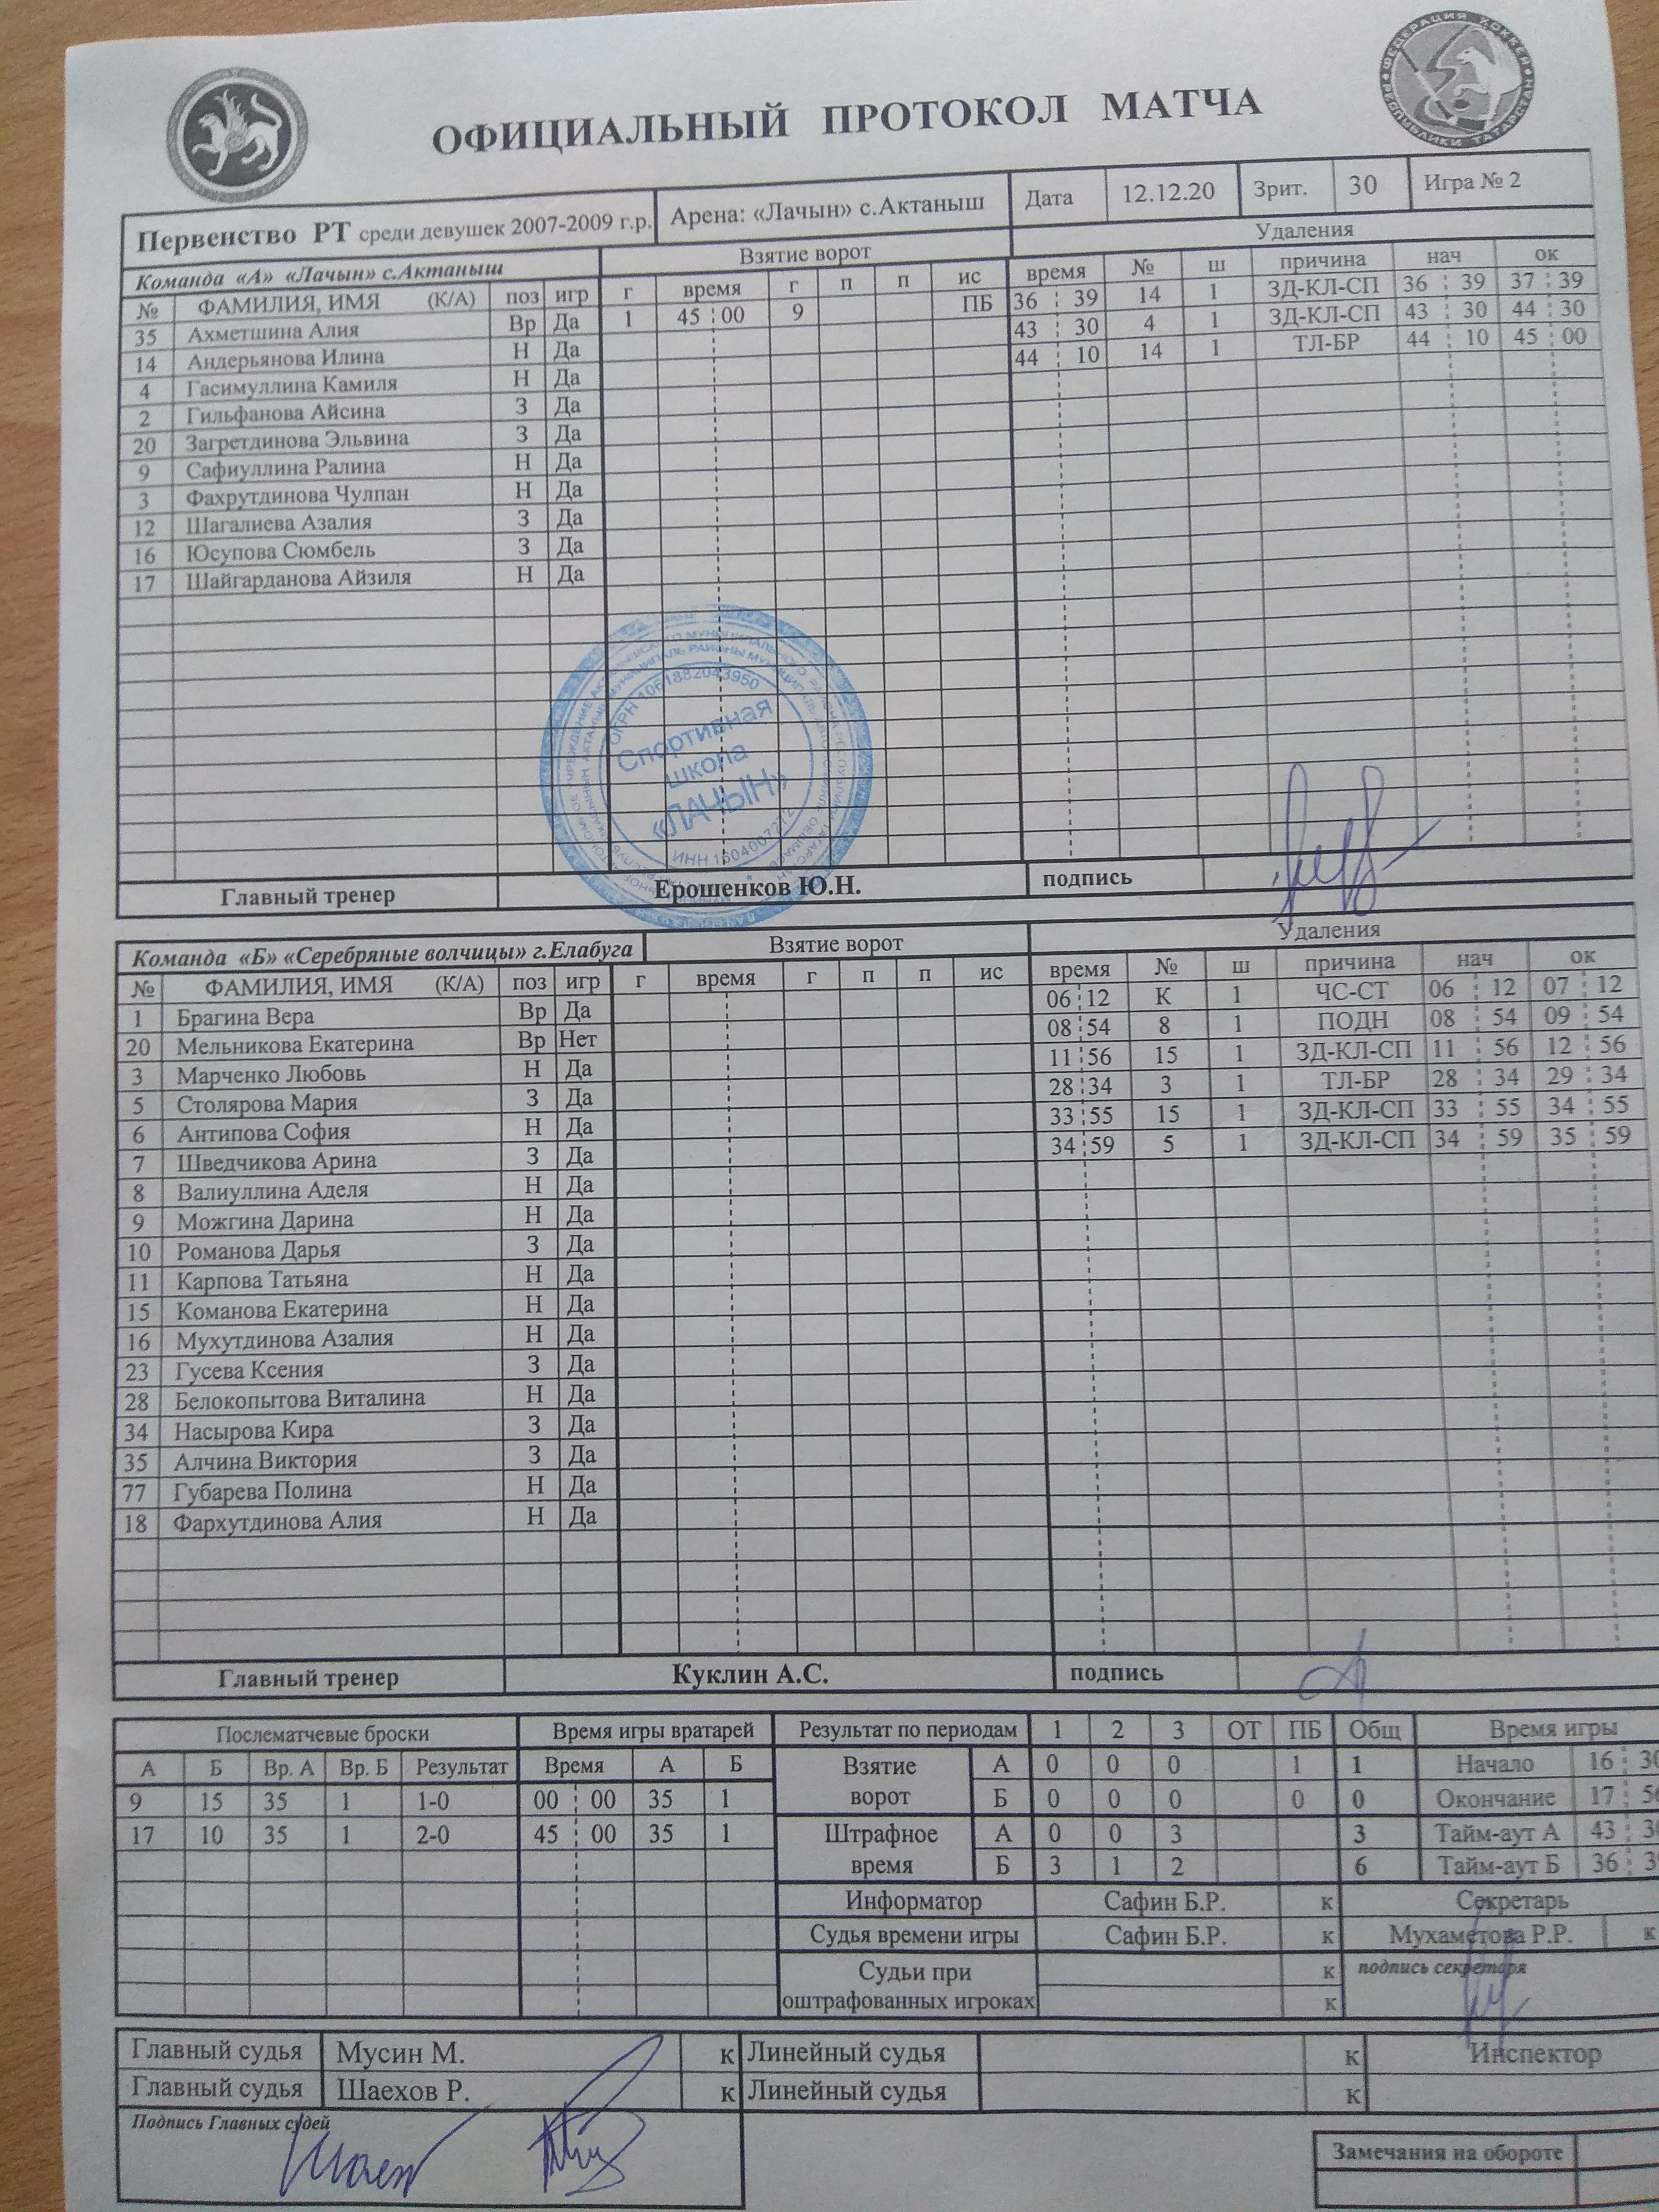 ФЕДЕРАЦИЯ ХОККЕЯ РЕСПУБЛИКИ ТАТАРСТАН
ОФИЦИАЛЬНЫЙ ПРОТОКОЛ МАТЧА
Первенство РТ среди девушек 2007-2009 г.р. Арена: «Лачын» с.Актаныш Дата 12.12.20 Зрит. 30 Игра № 2
Команда «А» «Лачын» с.Актаныш Взятие ворот Удаления
№ ФАМИЛИЯ, ИМЯ (К/А) поз игр г время г п п ис время № ш причина нач ок
35 Ахметшина Алия Вр Да 1 45 00 9 ПБ 36 39 14 1 ЗД-КЛ-СП 36 39 37 39
14 Андерьянова Илина Н Да 43 30 4 1 ЗД-КЛ-СП 43 30 44 30
4 Гасимуллина Камиля Н Да 44 10 14 1 ТЛ-БР 44 10 45 00
2 Гильфанова Айсина З Да
20 Загретдинова Эльвина З Да
9 Сафиуллина Ралина Н Да
3 Фахрутдинова Чулпан Н Да
12 Шагалиева Азалия З Да
16 Юсупова Сюмбель З Да
17 Шайгарданова Айзиля Н Да
ОГРН 1061882043950
Спортивная
школа
«ЛАЧЫН»
ИНН 1604007272
Главный тренер Ерошенков Ю.Н. подпись
Команда «Б» «Серебряные волчицы» г.Елабуга Взятие ворот Удаления
№ ФАМИЛИЯ, ИМЯ (К/А) поз игр г время г п п ис время № ш причина нач ок
1 Брагина Вера Вр Да 06 12 К 1 ЧС-СТ 06 12 07 12
20 Мельникова Екатерина Вр Нет 08 54 8 1 ПОДН 08 54 09 54
3 Марченко Любовь Н Да 11 56 15 1 ЗД-КЛ-СП 11 56 12 56
5 Столярова Мария З Да 28 34 3 1 ТЛ-БР 28 34 29 34
6 Антипова София Н Да 33 55 15 1 ЗД-КЛ-СП 33 55 34 55
7 Шведчикова Арина З Да 34 59 5 1 ЗД-КЛ-СП 34 59 35 59
8 Валиуллина Аделя Н Да
9 Можгина Дарина Н Да
10 Романова Дарья З Да
11 Карпова Татьяна Н Да
15 Команова Екатерина Н Да
16 Мухутдинова Азалия Н Да
23 Гусева Ксения З Да
28 Белокопытова Виталина Н Да
34 Насырова Кира З Да
35 Алчина Виктория З Да
77 Губарева Полина Н Да
18 Фархутдинова Алия Н Да
Главный тренер Куклин А.С. подпись
Послематчевые броски Время игры вратарей Результат по периодам 1 2 3 ОТ ПБ Общ Время игры
А Б Вр. А Вр. Б Результат Время А Б Взятие ворот А 0 0 0 1 1 Начало 16
9 15 35 1 1-0 00 00 35 1 Б 0 0 0 0 0 Окончание 17
17 10 35 1 2-0 45 00 35 1 Штрафное время А 0 0 3 3 Тайм-аут А 43
Б 3 1 2 6 Тайм-аут Б 36
Информатор Сафин Б.Р. к Секретарь
Судья времени игры Сафин Б.Р. к Мухаметова Р.Р. к
Судьи при оштрафованных игроках к подпись секретаря
к
Главный судья Мусин М. к Линейный судья к Инспектор
Главный судья Шаехов Р. к Линейный судья к
Подпись Главных судей
Замечания на обороте